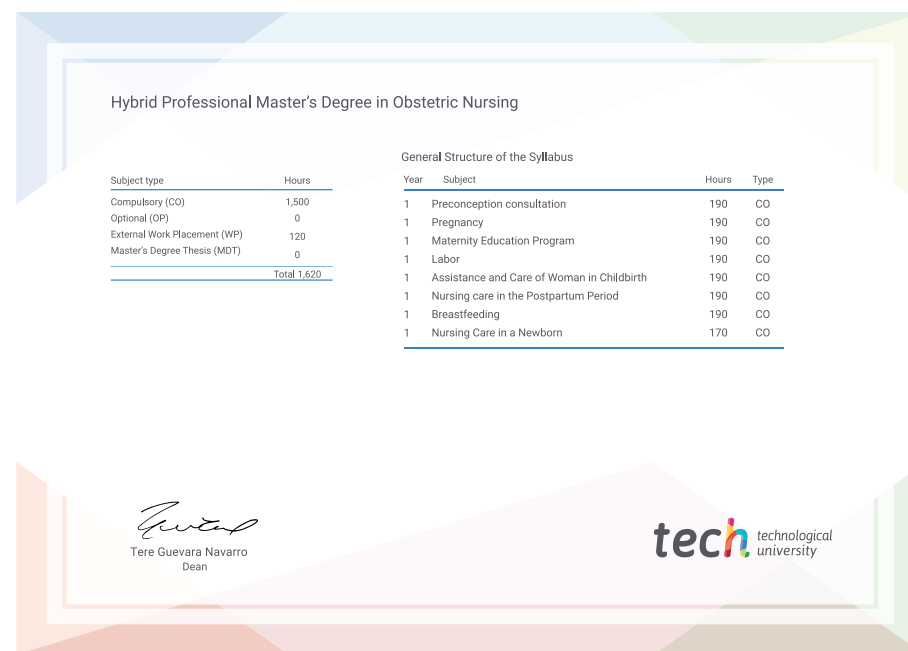 Hybrid Professional Master's Degree in Obstetric Nursing
General Structure of the Syllabus
Subject type Hours
Compulsory (CO) 1,500
Optional (OP) 0
External Work Placement (WP) 120
Master's Degree Thesis (MDT) 0
Total 1,620
Year Subject Hours Type
1 Preconception consultation 190 CO
1 Pregnancy 190 CO
1 Maternity Education Program 190 CO
1 Labor 190 CO
1 Assistance and Care of Woman in Childbirth 190 CO
1 Nursing care in the Postpartum Period 190 CO
1 Breastfeeding 190 CO
1 Nursing Care in a Newborn 170 CO
Tere Guevara Navarro
Dean
tech technological
university